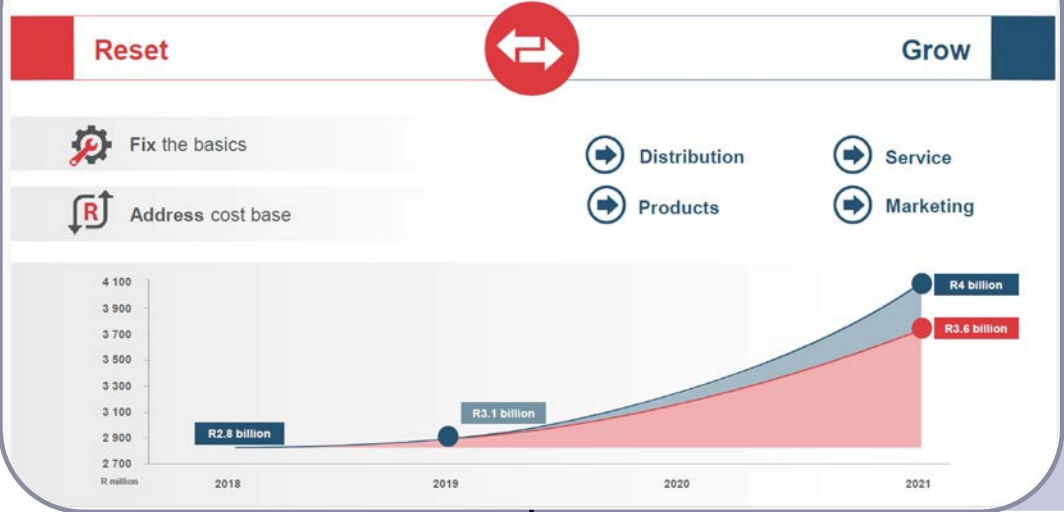 Reset
Grow
Fix the basics
Address cost base
Distribution
Service
Products
Marketing
R
4 100
3 900
3 700
3 500
3 300
3 100
2 900
2 700
R million
R2.8 billion
R3.1 billion
R4 billion
R3.6 billion
2018
2019
2020
2021